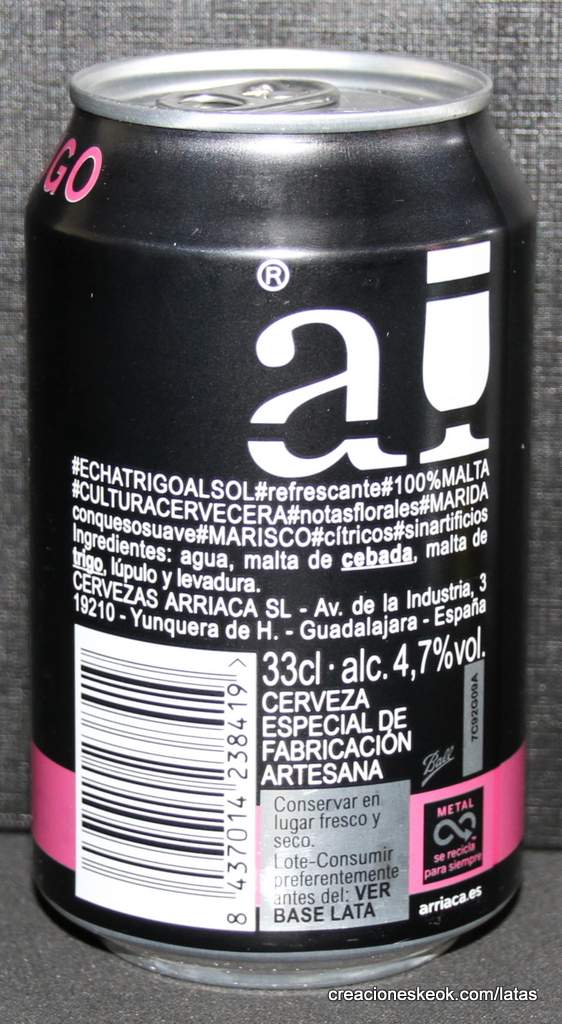 GO
®
ai
#ECHATRIGOALSOL#refrescante#100%MALTA
#CULTURACERVECERA#notasflorales#MARIDA
conquesosuave#MARISCO#cítricos#sinartificios
Ingredientes: agua, malta de cebada, malta de
trigo, lúpulo y levadura.
CERVEZAS ARRIACA SL - Av. de la Industria, 3
19210 - Yunquera de H. - Guadalajara - España
33cl · alc. 4,7%vol.
CERVEZA
ESPECIAL DE
FABRICACIÓN
ARTESANA
7C92G09A
Ball
8 437014 238419 >
Conservar en
lugar fresco y
seco.
Lote-Consumir
preferentemente
antes del: VER
BASE LATA
METAL
se recicla
para siempre
arriaca.es
creacioneskeok.com/latas